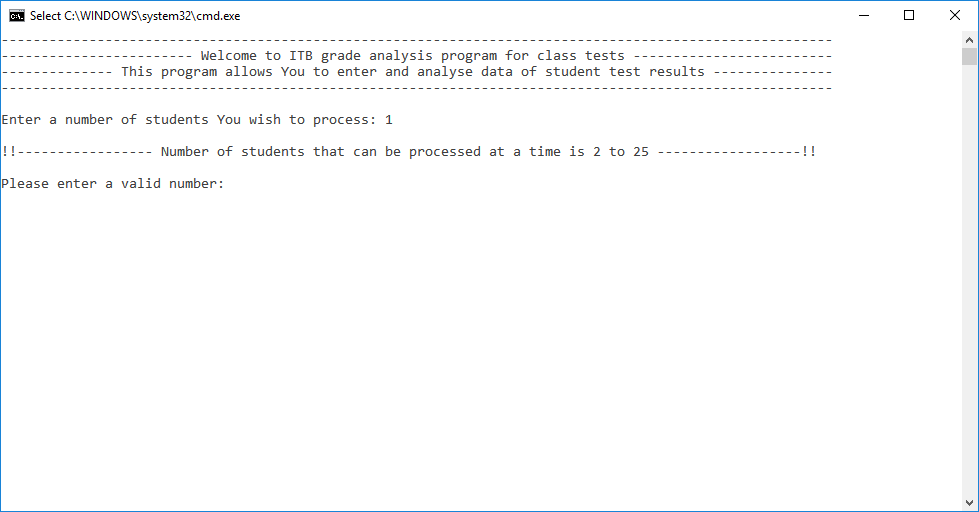 Select C:\WINDOWS\system32\cmd.exe
--------------------------------------------------------------------------------------------------------
------------------------ Welcome to ITB grade analysis program for class tests -------------------------
-------------- This program allows You to enter and analyse data of student test results ---------------
--------------------------------------------------------------------------------------------------------
Enter a number of students You wish to process: 1
!!----------------- Number of students that can be processed at a time is 2 to 25 ------------------!!
Please enter a valid number: